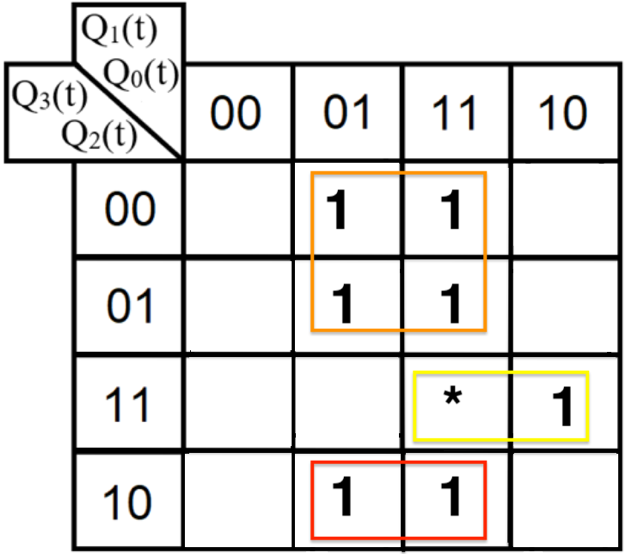 Q₁(t)
Q₀(t)
Q₃(t)
Q₂(t)
00 01 11 10
00 1 1
01 1 1
11 * 1
10 1 1